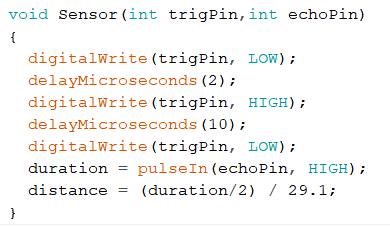 void Sensor(int trigPin,int echoPin)
{
  digitalWrite(trigPin, LOW);
  delayMicroseconds(2);
  digitalWrite(trigPin, HIGH);
  delayMicroseconds(10);
  digitalWrite(trigPin, LOW);
  duration = pulseIn(echoPin, HIGH);
  distance = (duration/2) / 29.1;
}